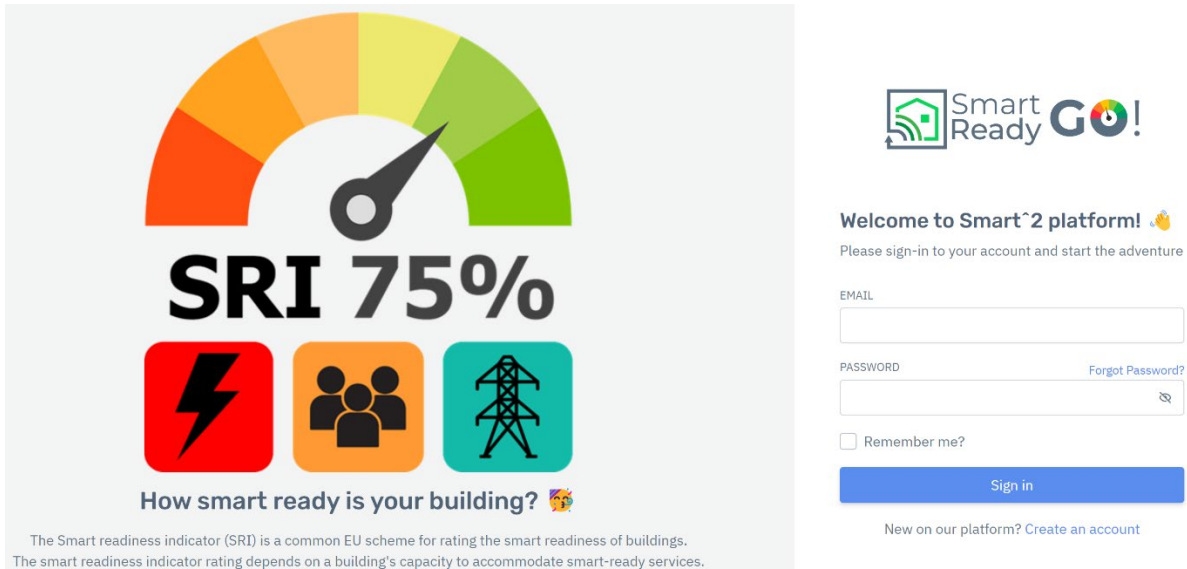 SRI 75%
How smart ready is your building? 🥳
The Smart readiness indicator (SRI) is a common EU scheme for rating the smart readiness of buildings.
The smart readiness indicator rating depends on a building's capacity to accommodate smart-ready services.
Smart
Ready GO!
Welcome to Smart^2 platform! 👋
Please sign-in to your account and start the adventure
EMAIL
PASSWORD Forgot Password?
Remember me?
Sign in
New on our platform? Create an account